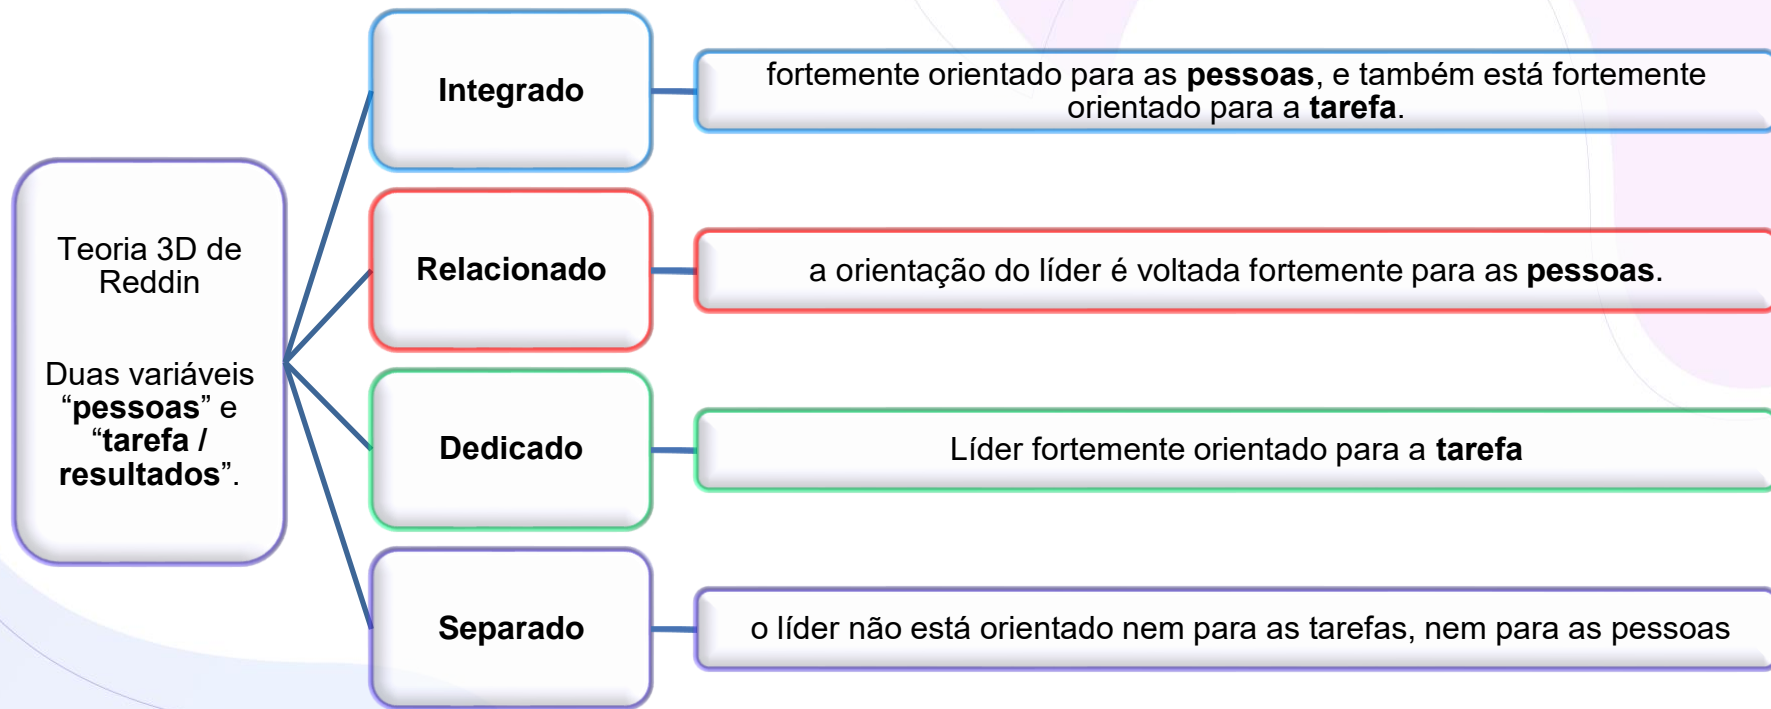 Teoria 3D de
Reddin
Duas variáveis
“pessoas” e
“tarefa /
resultados”.
Integrado
fortemente orientado para as pessoas, e também está fortemente
orientado para a tarefa.
Relacionado
a orientação do líder é voltada fortemente para as pessoas.
Dedicado
Líder fortemente orientado para a tarefa
Separado
o líder não está orientado nem para as tarefas, nem para as pessoas